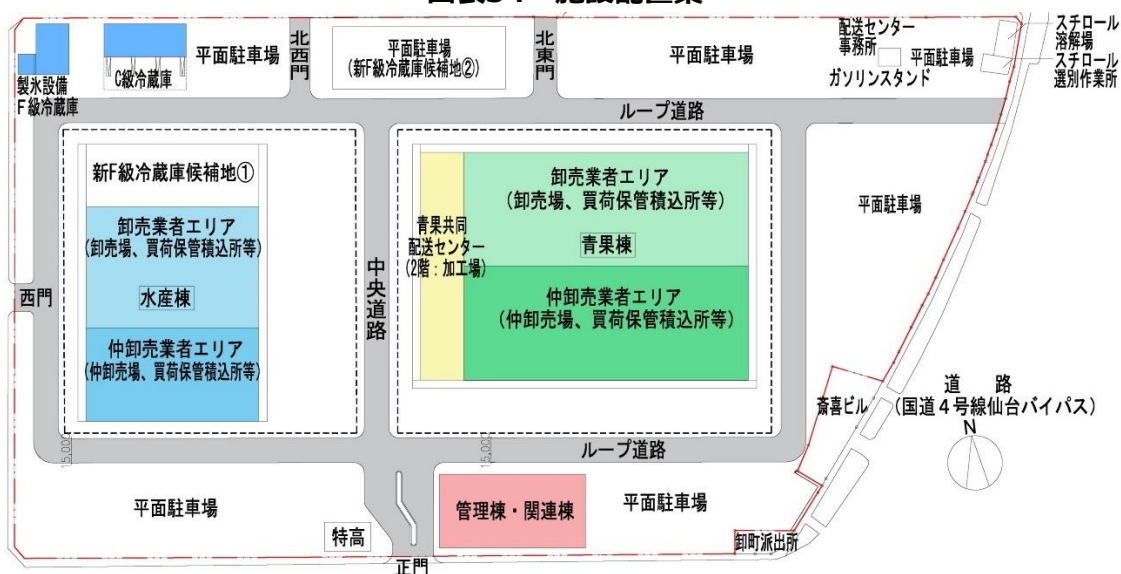 北西門
平面駐車場
(新F級冷蔵庫候補地②)
北東門
平面駐車場
配送センター
事務所
ガソリンスタンド
平面駐車場
スチロール
溶解場
スチロール
選別作業所
製氷設備
F級冷蔵庫
C級冷蔵庫
平面駐車場
ループ道路
新F級冷蔵庫候補地①
卸売業者エリア
(卸売場、買荷保管積込所等)
水産棟
仲卸売業者エリア
(仲卸売場、買荷保管積込所等)
西門
中央道路
青果共同
配送センター
(2階:加工場)
卸売業者エリア
(卸売場、買荷保管積込所等)
青果棟
仲卸売業者エリア
(仲卸売場、買荷保管積込所等)
平面駐車場
斎喜ビル
道 路
(国道4号線仙台バイパス)
N
15,000
15,000
ループ道路
平面駐車場
特高
正門
管理棟・関連棟
平面駐車場
卸町派出所